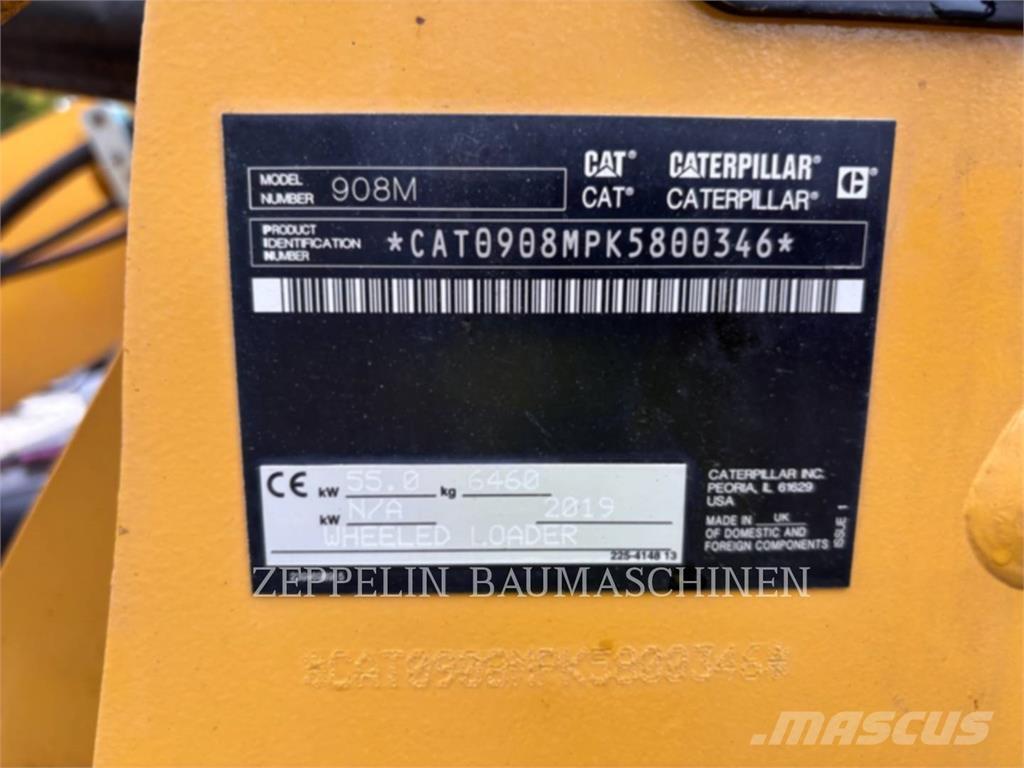 MODEL NUMBER 908M
CAT® CATERPILLAR®
CAT® CATERPILLAR®
PRODUCT IDENTIFICATION NUMBER *CAT0908MPK5800346*
CE kW 55.0 kg 6460
kW N/A 2019
WHEELED LOADER
225-4148 13
CATERPILLAR INC.
PEORIA, IL 61629
USA
MADE IN UK
OF DOMESTIC AND
FOREIGN COMPONENTS
ISSUE 1
ZEPPELIN BAUMASCHINEN
*CAT0908MPK5800346*
MASCUS